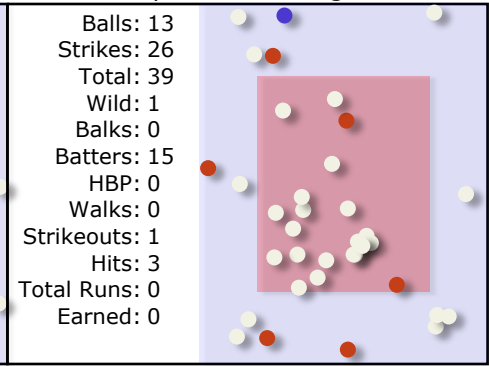 Balls: 13
Strikes: 26
Total: 39
Wild: 1
Balks: 0
Batters: 15
HBP: 0
Walks: 0
Strikeouts: 1
Hits: 3
Total Runs: 0
Earned: 0